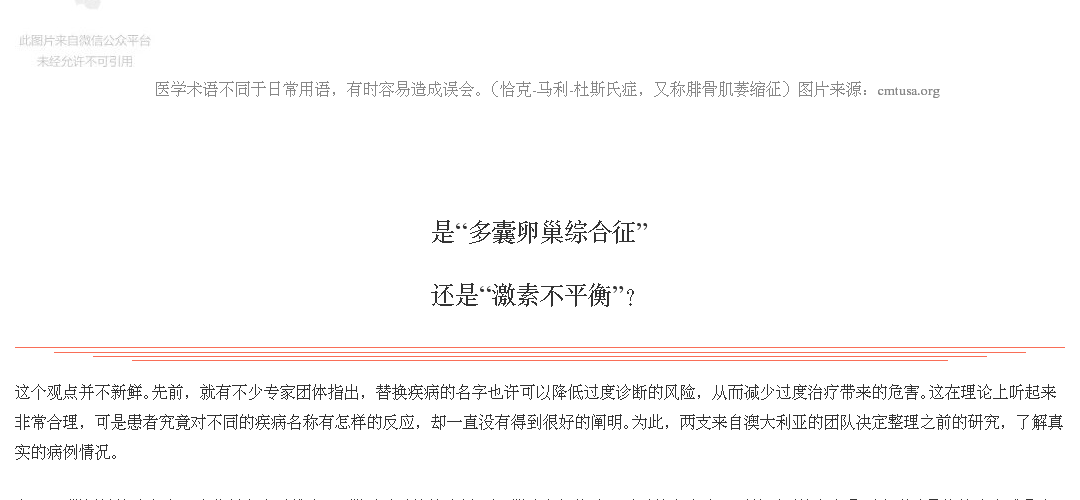 此图片来自微信公众平台
未经允许不可引用
医学术语不同于日常用语，有时容易造成误会。（恰克-马利-杜斯氏症，又称腓骨肌萎缩征）图片来源：cmtusa.org
是“多囊卵巢综合征”
还是“激素不平衡”？
这个观点并不新鲜。先前，就有不少专家团体指出，替换疾病的名字也许可以降低过度诊断的风险，从而减少过度治疗带来的危害。这在理论上听起来
非常合理，可是患者究竟对不同的疾病名称有怎样的反应，却一直没有得到很好的阐明。为此，两支来自澳大利亚的团队决定整理之前的研究，了解真
实的病例情况。